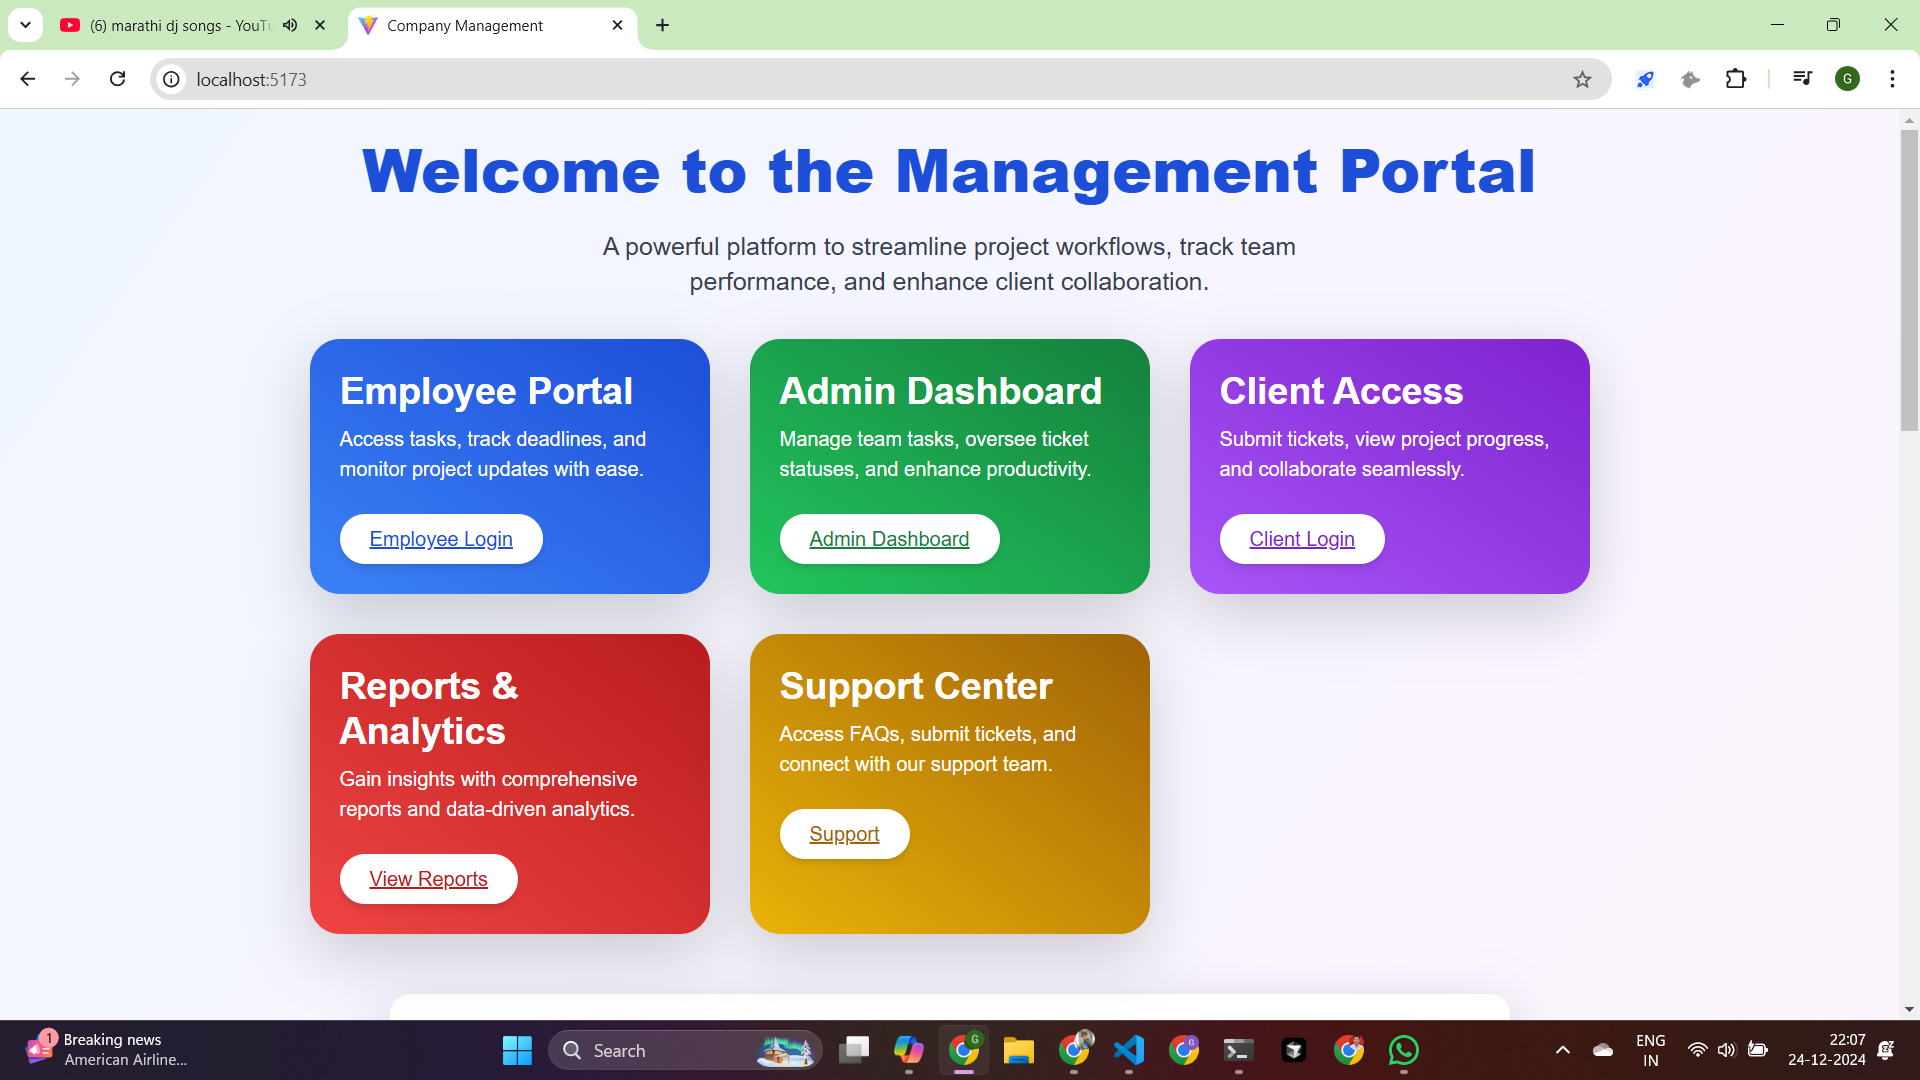 (6) marathi dj songs - YouTu
Company Management
localhost:5173
G
Welcome to the Management Portal
A powerful platform to streamline project workflows, track team
performance, and enhance client collaboration.
Employee Portal
Access tasks, track deadlines, and
monitor project updates with ease.
Employee Login
Admin Dashboard
Manage team tasks, oversee ticket
statuses, and enhance productivity.
Admin Dashboard
Client Access
Submit tickets, view project progress,
and collaborate seamlessly.
Client Login
Reports &
Analytics
Gain insights with comprehensive
reports and data-driven analytics.
View Reports
Support Center
Access FAQs, submit tickets, and
connect with our support team.
Support
1
Breaking news
American Airline...
Search
G
G
ENG
IN
22:07
24-12-2024